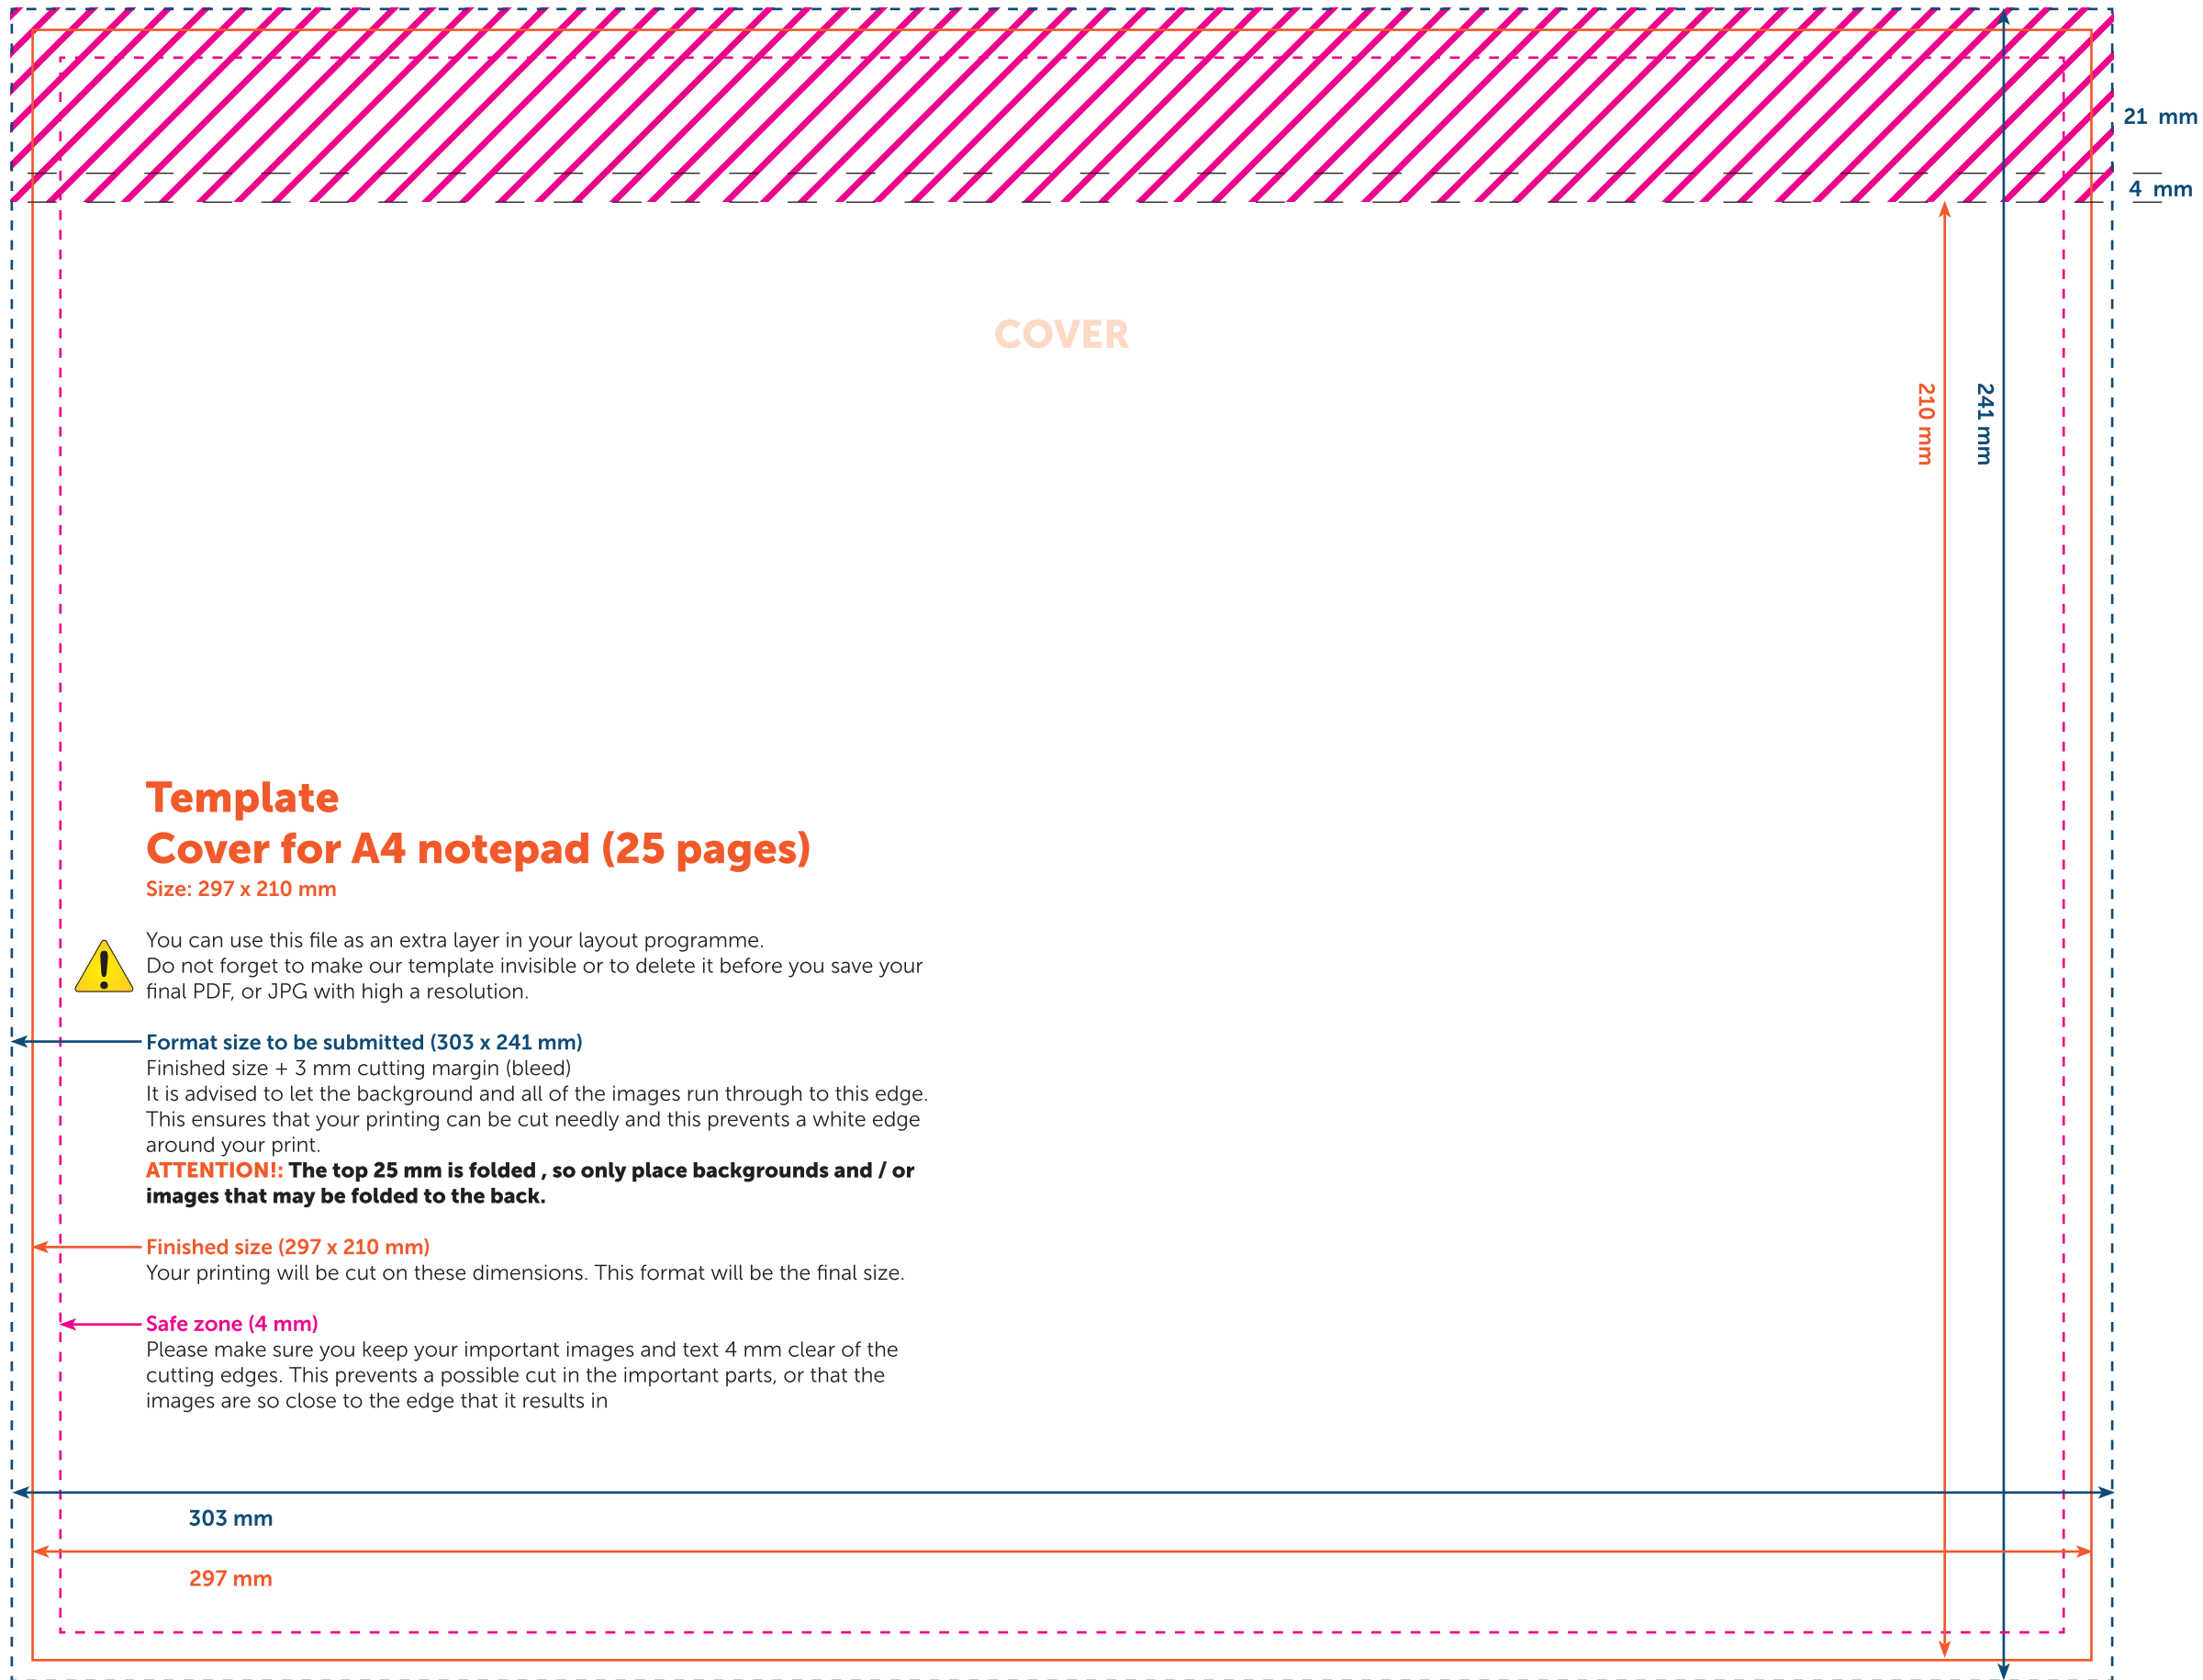 21 mm
4 mm
COVER
210 mm
241 mm
Template
Cover for A4 notepad (25 pages)
Size: 297 x 210 mm
You can use this file as an extra layer in your layout programme.
Do not forget to make our template invisible or to delete it before you save your
final PDF, or JPG with high a resolution.
Format size to be submitted (303 x 241 mm)
Finished size + 3 mm cutting margin (bleed)
It is advised to let the background and all of the images run through to this edge.
This ensures that your printing can be cut needly and this prevents a white edge
around your print.
ATTENTION!: The top 25 mm is folded , so only place backgrounds and / or
images that may be folded to the back.
Finished size (297 x 210 mm)
Your printing will be cut on these dimensions. This format will be the final size.
Safe zone (4 mm)
Please make sure you keep your important images and text 4 mm clear of the
cutting edges. This prevents a possible cut in the important parts, or that the
images are so close to the edge that it results in
303 mm
297 mm